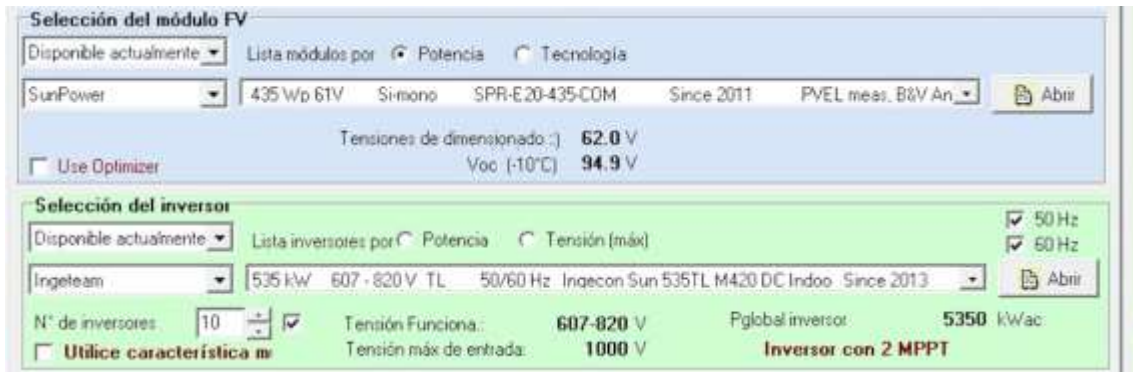 Selección del módulo FV
Disponible actualmente Lista módulos por Potencia Tecnología
SunPower 435 Wp 61V Si-mono SPR-E20-435-COM Since 2011 PVEL meas. B&V An Abrir
Tensiones de dimensionado :) 62.0 V
Use Optimizer Voc (-10°C) 94.9 V
Selección del inversor
50 Hz
Disponible actualmente Lista inversores por Potencia Tensión (máx)
60 Hz
Ingeteam 535 kW 607 - 820 V TL 50/60 Hz Ingecon Sun 535TL M420 DC Indoo Since 2013 Abrir
N° de inversores 10 Tensión Funciona.: 607-820 V Pglobal inversor 5350 kWac
Utilice característica m Tensión máx de entrada: 1000 V Inversor con 2 MPPT